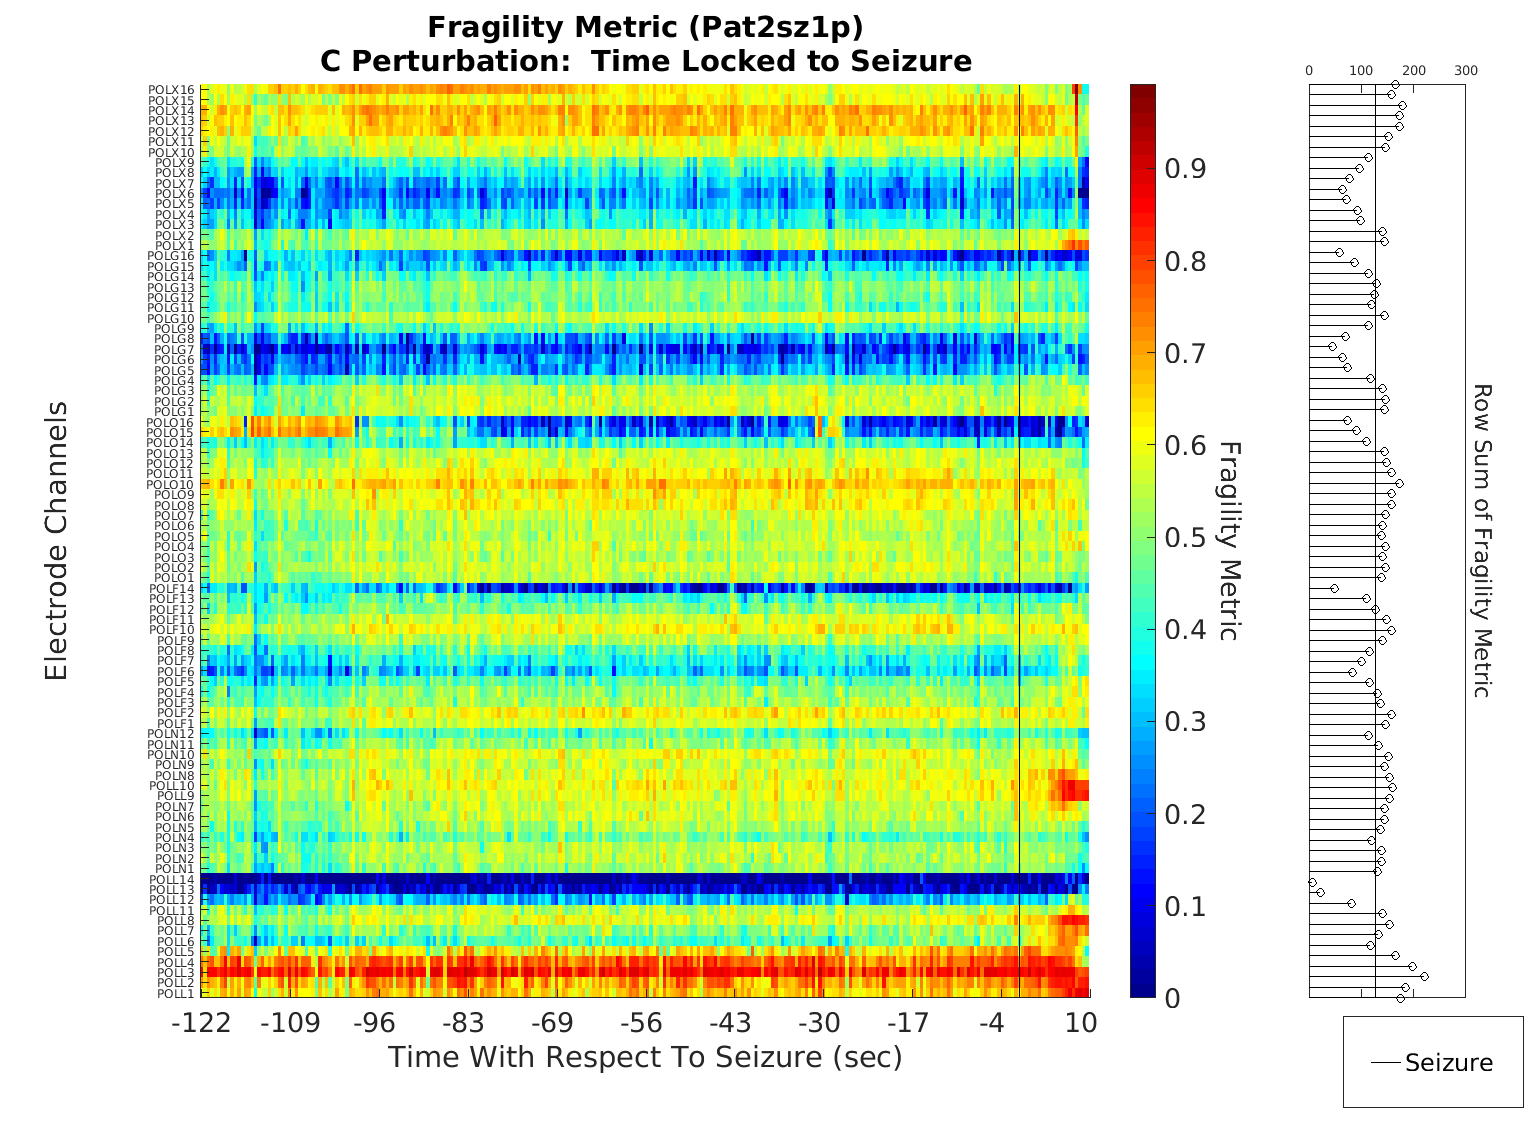 Fragility Metric (Pat2sz1p)
C Perturbation:  Time Locked to Seizure
Electrode Channels
POLX16
POLX15
POLX14
POLX13
POLX12
POLX11
POLX10
POLX9
POLX8
POLX7
POLX6
POLX5
POLX4
POLX3
POLX2
POLX1
POLG16
POLG15
POLG14
POLG13
POLG12
POLG11
POLG10
POLG9
POLG8
POLG7
POLG6
POLG5
POLG4
POLG3
POLG2
POLG1
POLO16
POLO15
POLO14
POLO13
POLO12
POLO11
POLO10
POLO9
POLO8
POLO7
POLO6
POLO5
POLO4
POLO3
POLO2
POLO1
POLF14
POLF13
POLF12
POLF11
POLF10
POLF9
POLF8
POLF7
POLF6
POLF5
POLF4
POLF3
POLF2
POLF1
POLN12
POLN11
POLN10
POLN9
POLN8
POLL10
POLL9
POLN7
POLN6
POLN5
POLN4
POLN3
POLN2
POLN1
POLL14
POLL13
POLL12
POLL11
POLL8
POLL7
POLL6
POLL5
POLL4
POLL3
POLL2
POLL1
-122 -109 -96 -83 -69 -56 -43 -30 -17 -4 10
Time With Respect To Seizure (sec)
0.9
0.8
0.7
0.6
0.5
0.4
0.3
0.2
0.1
0
Fragility Metric
0 100 200 300
Row Sum of Fragility Metric
Seizure